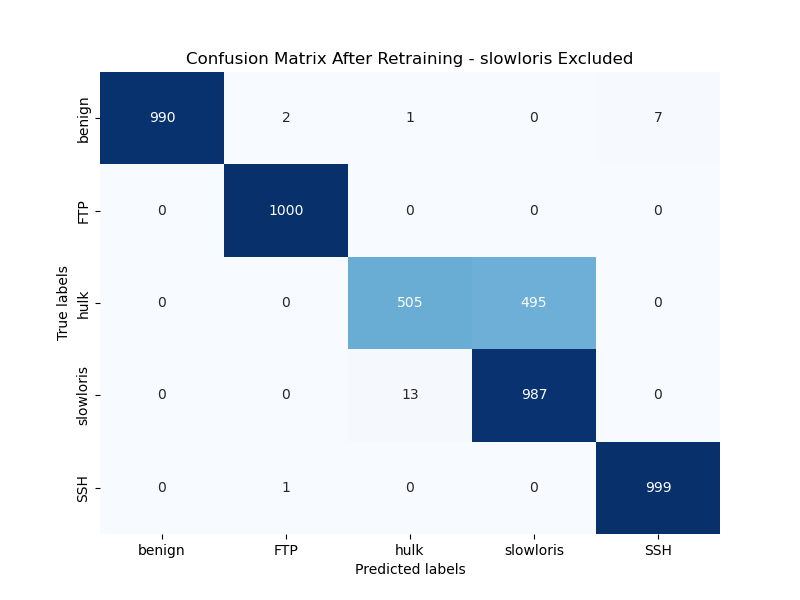 Confusion Matrix After Retraining - slowloris Excluded
True labels
benign 990 2 1 0 7
FTP 0 1000 0 0 0
hulk 0 0 505 495 0
slowloris 0 0 13 987 0
SSH 0 1 0 0 999
benign FTP hulk slowloris SSH
Predicted labels